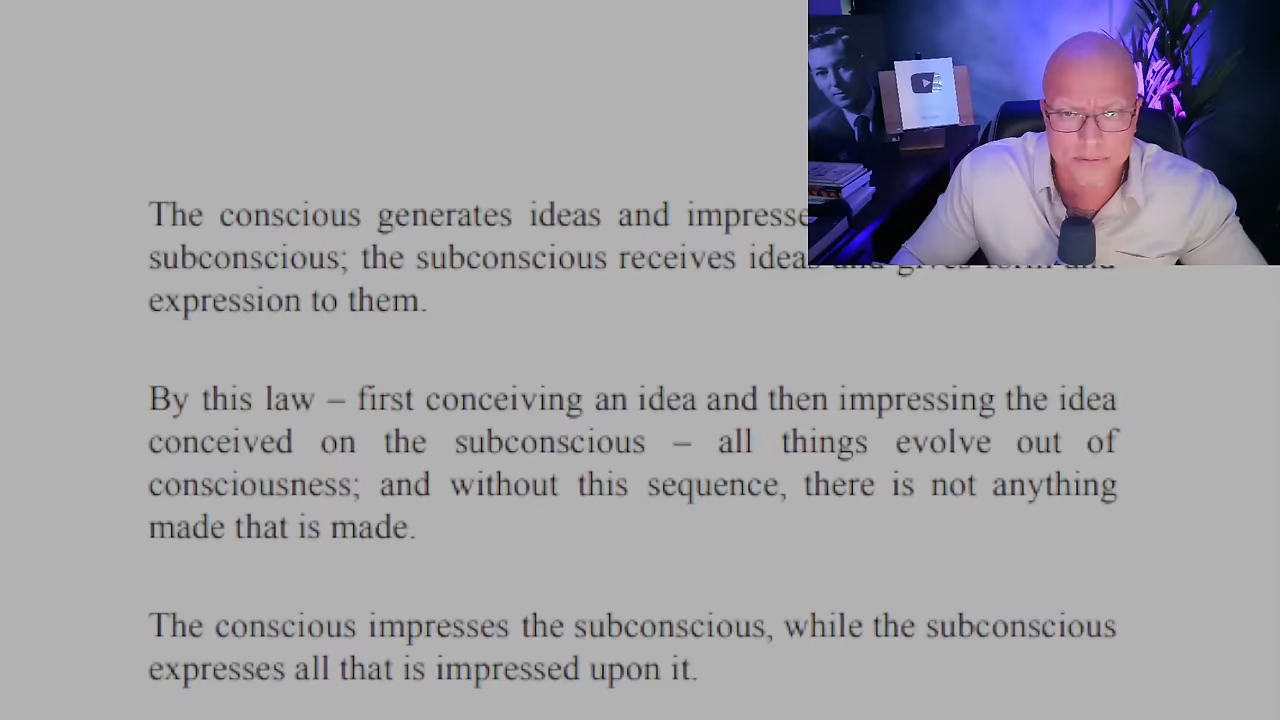 The conscious generates ideas and impresse
subconscious; the subconscious receives ideas
expression to them.
By this law – first conceiving an idea and then impressing the idea
conceived on the subconscious – all things evolve out of
consciousness; and without this sequence, there is not anything
made that is made.
The conscious impresses the subconscious, while the subconscious
expresses all that is impressed upon it.